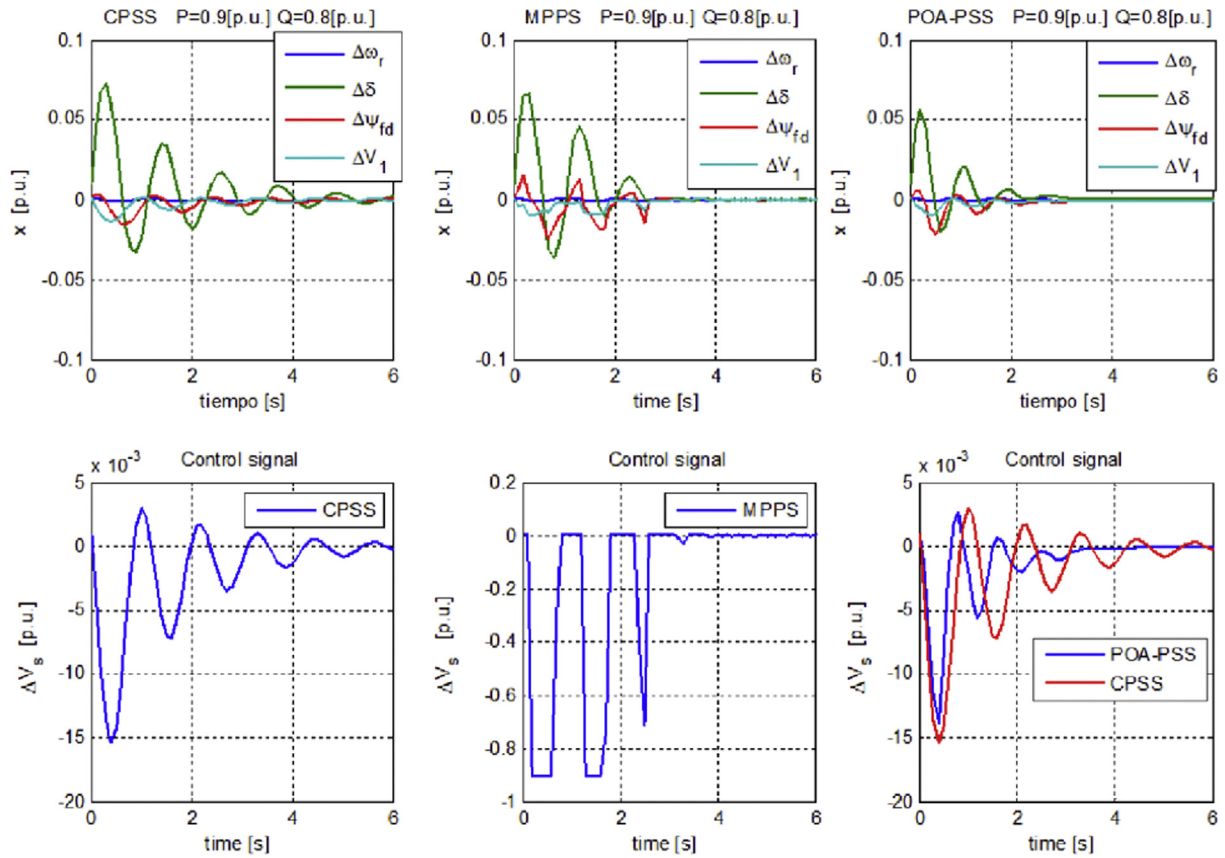 CPSS P=0.9[p.u.] Q=0.8[p.u.]
0.1
0.05
0
-0.05
-0.1
x [p.u.]
Δω_r
Δδ
Δψ_fd
ΔV_1
0 2 4 6
tiempo [s]
MPPS P=0.9[p.u.] Q=0.8[p.u.]
0.1
0.05
0
-0.05
-0.1
x [p.u.]
Δω_r
Δδ
Δψ_fd
ΔV_1
0 2 4 6
time [s]
POA-PSS P=0.9[p.u.] Q=0.8[p.u.]
0.1
0.05
0
-0.05
-0.1
x [p.u.]
Δω_r
Δδ
Δψ_fd
ΔV_1
0 2 4 6
tiempo [s]
x 10^-3
Control signal
5
0
-5
-10
-15
-20
ΔV_s [p.u.]
CPSS
0 2 4 6
time [s]
Control signal
0.2
0
-0.2
-0.4
-0.6
-0.8
-1
ΔV_s [p.u.]
MPPS
0 2 4 6
time [s]
x 10^-3
Control signal
5
0
-5
-10
-15
-20
ΔV_s [p.u.]
POA-PSS
CPSS
0 2 4 6
time [s]